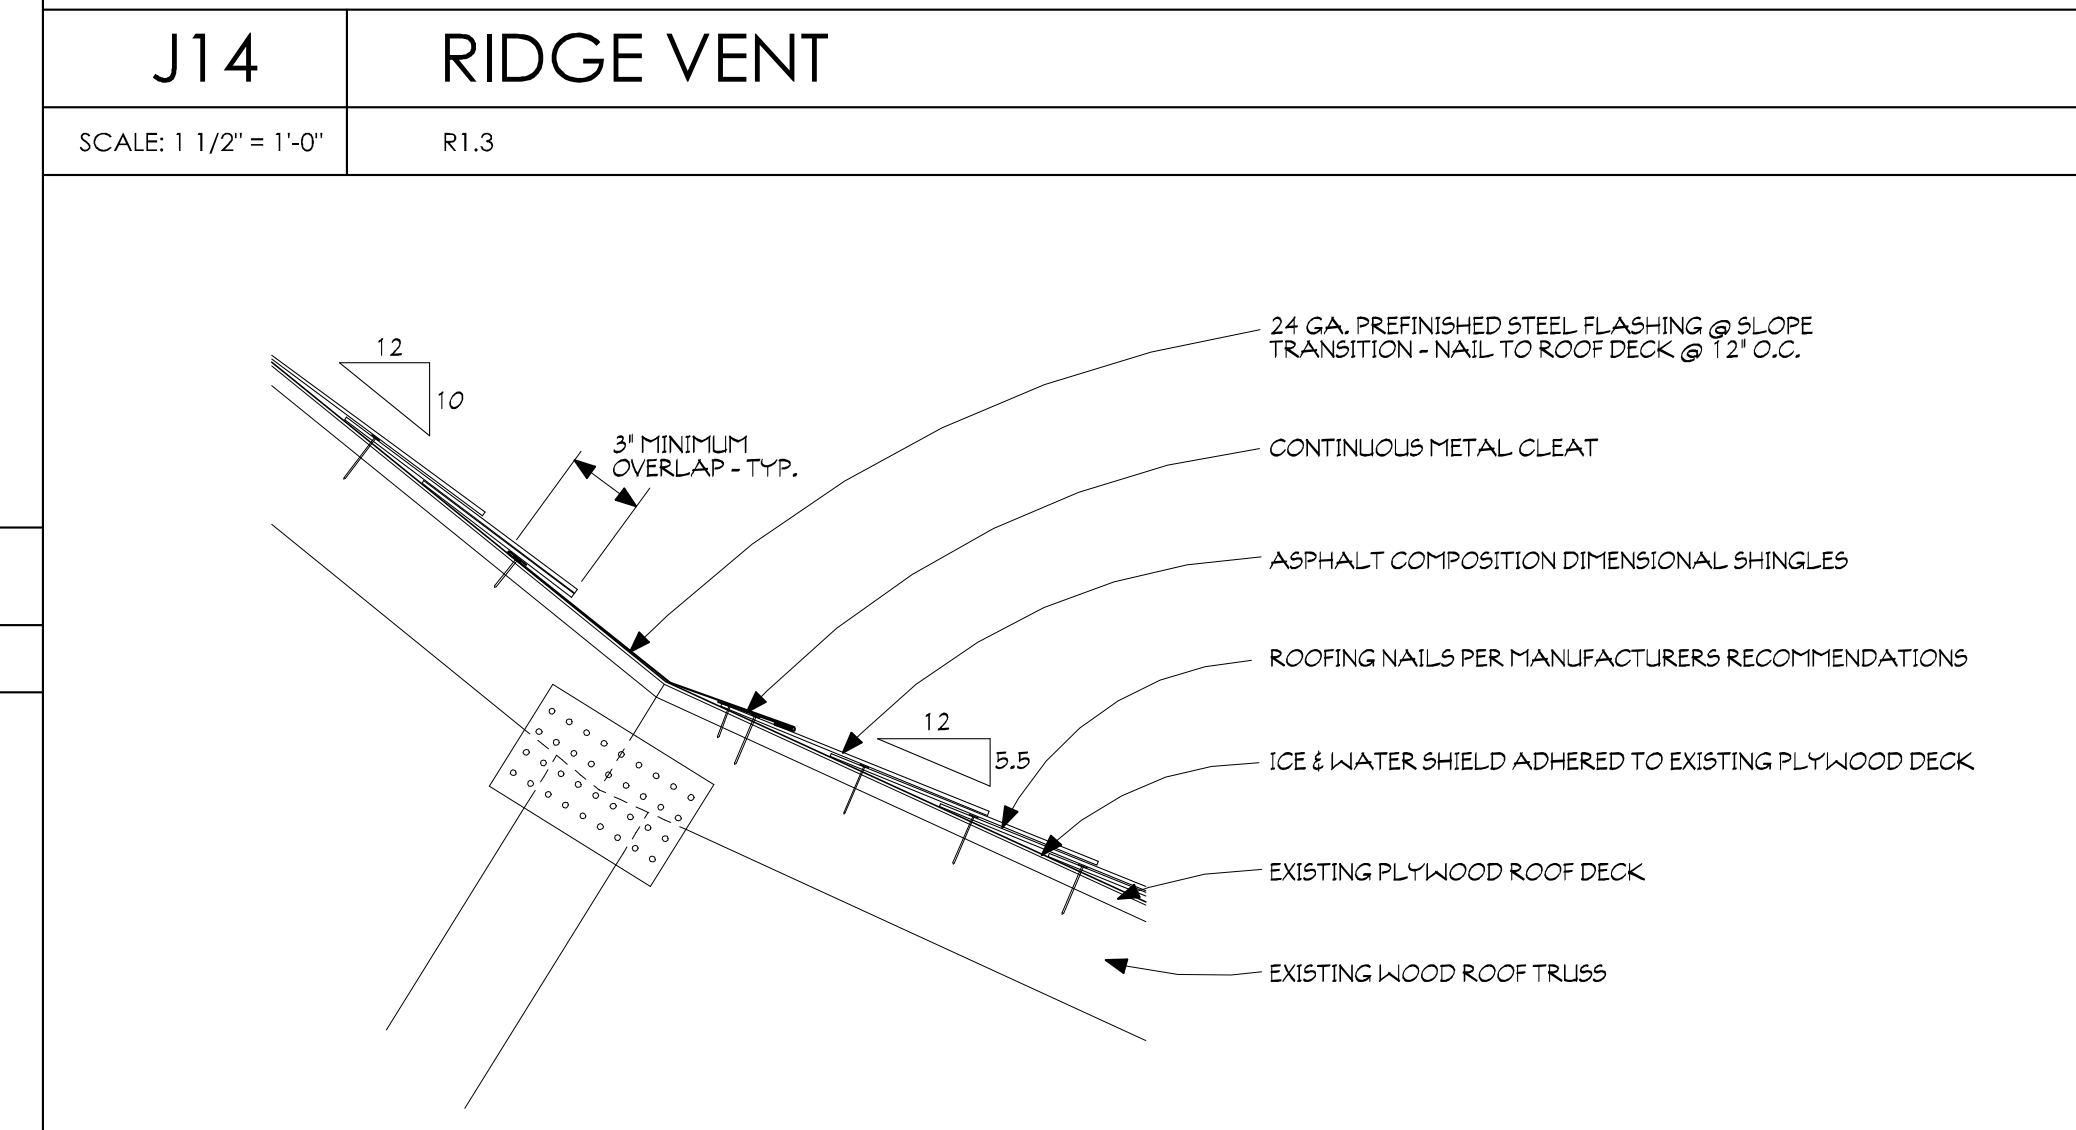 J14
RIDGE VENT
SCALE: 1 1/2" = 1'-0"
R1.3
12
10
3" MINIMUM
OVERLAP - TYP.
24 GA. PREFINISHED STEEL FLASHING @ SLOPE
TRANSITION - NAIL TO ROOF DECK @ 12" O.C.
CONTINUOUS METAL CLEAT
ASPHALT COMPOSITION DIMENSIONAL SHINGLES
ROOFING NAILS PER MANUFACTURERS RECOMMENDATIONS
12
5.5
ICE & WATER SHIELD ADHERED TO EXISTING PLYWOOD DECK
EXISTING PLYWOOD ROOF DECK
EXISTING WOOD ROOF TRUSS